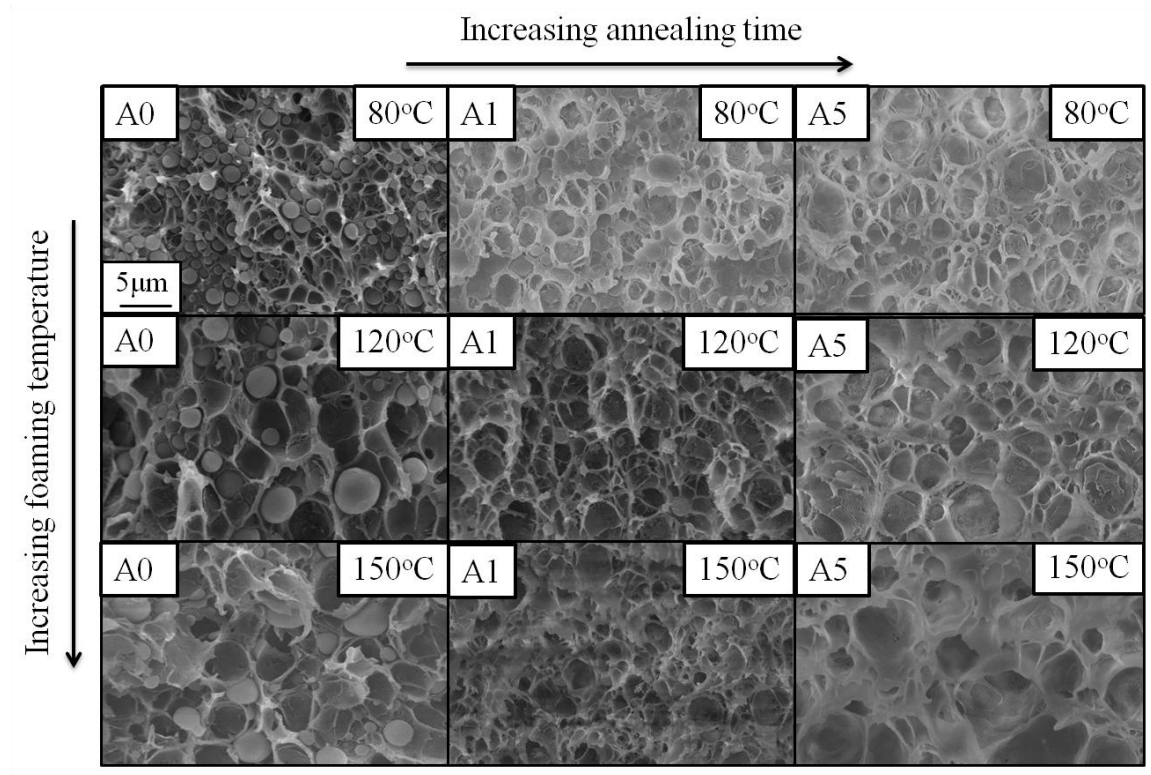 Increasing annealing time
Increasing foaming temperature
A0 80°C A1 80°C A5 80°C
5μm
A0 120°C A1 120°C A5 120°C
A0 150°C A1 150°C A5 150°C